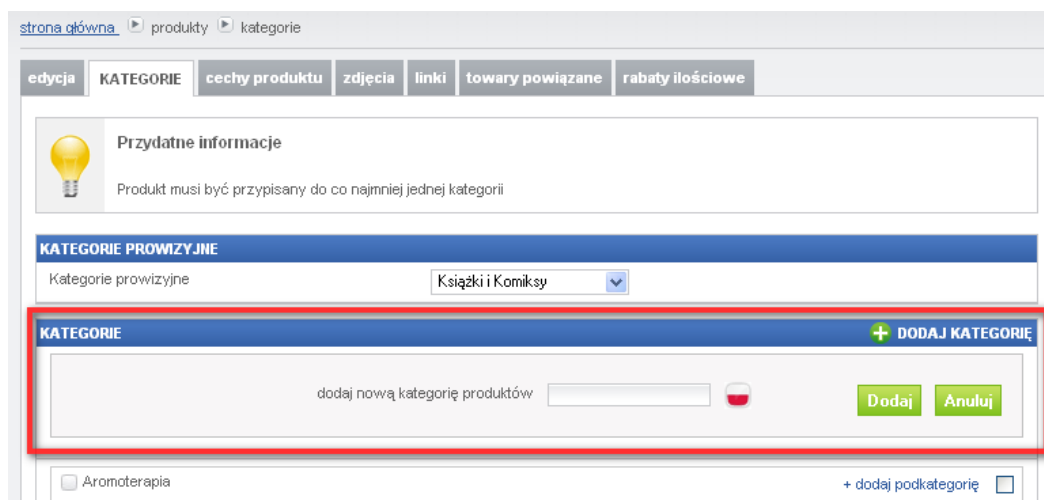 strona główna produkty kategorie
edycja KATEGORIE cechy produktu zdjęcia linki towary powiązane rabaty ilościowe
Przydatne informacje
Produkt musi być przypisany do co najmniej jednej kategorii
KATEGORIE PROWIZYJNE
Kategorie prowizyjne Książki i Komiksy
KATEGORIE DODAJ KATEGORIĘ
dodaj nową kategorię produktów Dodaj Anuluj
Aromoterapia + dodaj podkategorię